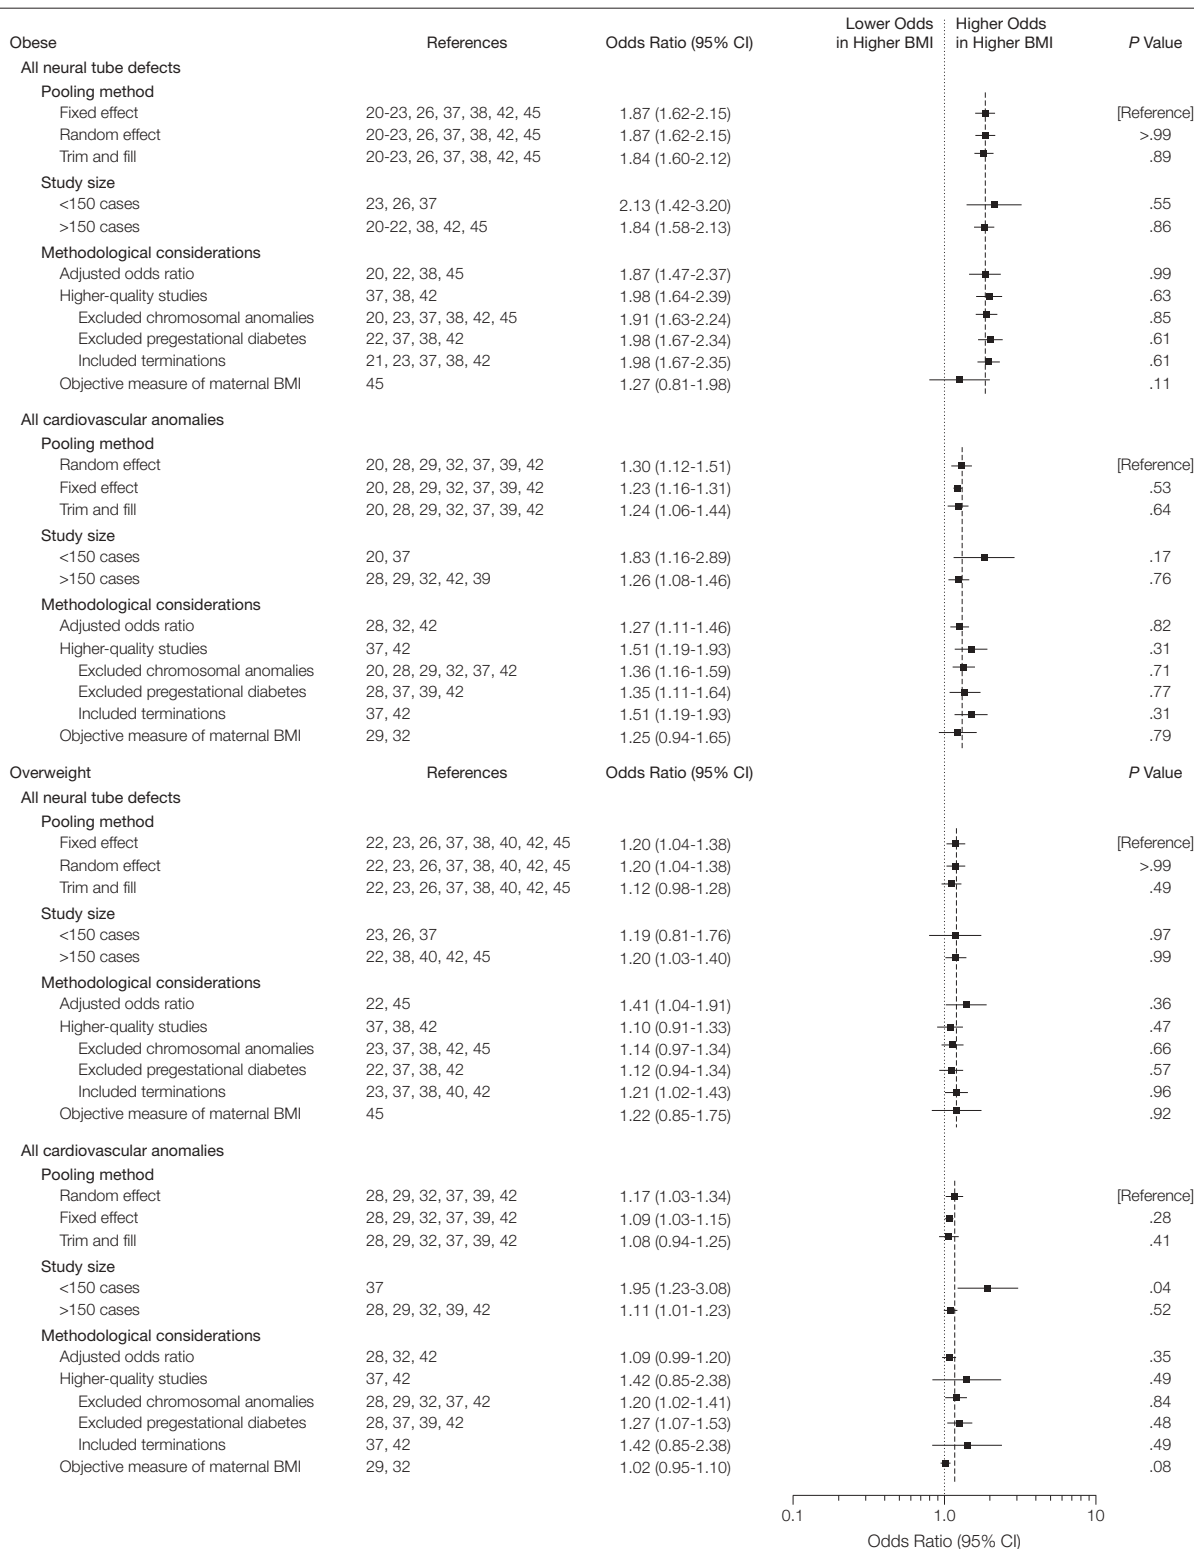 Lower Odds in Higher BMI
Higher Odds in Higher BMI
Obese References Odds Ratio (95% CI) P Value
All neural tube defects
Pooling method
Fixed effect 20-23, 26, 37, 38, 42, 45 1.87 (1.62-2.15) [Reference]
Random effect 20-23, 26, 37, 38, 42, 45 1.87 (1.62-2.15) >.99
Trim and fill 20-23, 26, 37, 38, 42, 45 1.84 (1.60-2.12) .89
Study size
<150 cases 23, 26, 37 2.13 (1.42-3.20) .55
>150 cases 20-22, 38, 42, 45 1.84 (1.58-2.13) .86
Methodological considerations
Adjusted odds ratio 20, 22, 38, 45 1.87 (1.47-2.37) .99
Higher-quality studies 37, 38, 42 1.98 (1.64-2.39) .63
Excluded chromosomal anomalies 20, 23, 37, 38, 42, 45 1.91 (1.63-2.24) .85
Excluded pregestational diabetes 22, 37, 38, 42 1.98 (1.67-2.34) .61
Included terminations 21, 23, 37, 38, 42 1.98 (1.67-2.35) .61
Objective measure of maternal BMI 45 1.27 (0.81-1.98) .11
All cardiovascular anomalies
Pooling method
Random effect 20, 28, 29, 32, 37, 39, 42 1.30 (1.12-1.51) [Reference]
Fixed effect 20, 28, 29, 32, 37, 39, 42 1.23 (1.16-1.31) .53
Trim and fill 20, 28, 29, 32, 37, 39, 42 1.24 (1.06-1.44) .64
Study size
<150 cases 20, 37 1.83 (1.16-2.89) .17
>150 cases 28, 29, 32, 42, 39 1.26 (1.08-1.46) .76
Methodological considerations
Adjusted odds ratio 28, 32, 42 1.27 (1.11-1.46) .82
Higher-quality studies 37, 42 1.51 (1.19-1.93) .31
Excluded chromosomal anomalies 20, 28, 29, 32, 37, 42 1.36 (1.16-1.59) .71
Excluded pregestational diabetes 28, 37, 39, 42 1.35 (1.11-1.64) .77
Included terminations 37, 42 1.51 (1.19-1.93) .31
Objective measure of maternal BMI 29, 32 1.25 (0.94-1.65) .79
Overweight References Odds Ratio (95% CI) P Value
All neural tube defects
Pooling method
Fixed effect 22, 23, 26, 37, 38, 40, 42, 45 1.20 (1.04-1.38) [Reference]
Random effect 22, 23, 26, 37, 38, 40, 42, 45 1.20 (1.04-1.38) >.99
Trim and fill 22, 23, 26, 37, 38, 40, 42, 45 1.12 (0.98-1.28) .49
Study size
<150 cases 23, 26, 37 1.19 (0.81-1.76) .97
>150 cases 22, 38, 40, 42, 45 1.20 (1.03-1.40) .99
Methodological considerations
Adjusted odds ratio 22, 45 1.41 (1.04-1.91) .36
Higher-quality studies 37, 38, 42 1.10 (0.91-1.33) .47
Excluded chromosomal anomalies 23, 37, 38, 42, 45 1.14 (0.97-1.34) .66
Excluded pregestational diabetes 22, 37, 38, 42 1.12 (0.94-1.34) .57
Included terminations 23, 37, 38, 40, 42 1.21 (1.02-1.43) .96
Objective measure of maternal BMI 45 1.22 (0.85-1.75) .92
All cardiovascular anomalies
Pooling method
Random effect 28, 29, 32, 37, 39, 42 1.17 (1.03-1.34) [Reference]
Fixed effect 28, 29, 32, 37, 39, 42 1.09 (1.03-1.15) .28
Trim and fill 28, 29, 32, 37, 39, 42 1.08 (0.94-1.25) .41
Study size
<150 cases 37 1.95 (1.23-3.08) .04
>150 cases 28, 29, 32, 39, 42 1.11 (1.01-1.23) .52
Methodological considerations
Adjusted odds ratio 28, 32, 42 1.09 (0.99-1.20) .35
Higher-quality studies 37, 42 1.42 (0.85-2.38) .49
Excluded chromosomal anomalies 28, 29, 32, 37, 42 1.20 (1.02-1.41) .84
Excluded pregestational diabetes 28, 37, 39, 42 1.27 (1.07-1.53) .48
Included terminations 37, 42 1.42 (0.85-2.38) .49
Objective measure of maternal BMI 29, 32 1.02 (0.95-1.10) .08
0.1 1.0 10
Odds Ratio (95% CI)